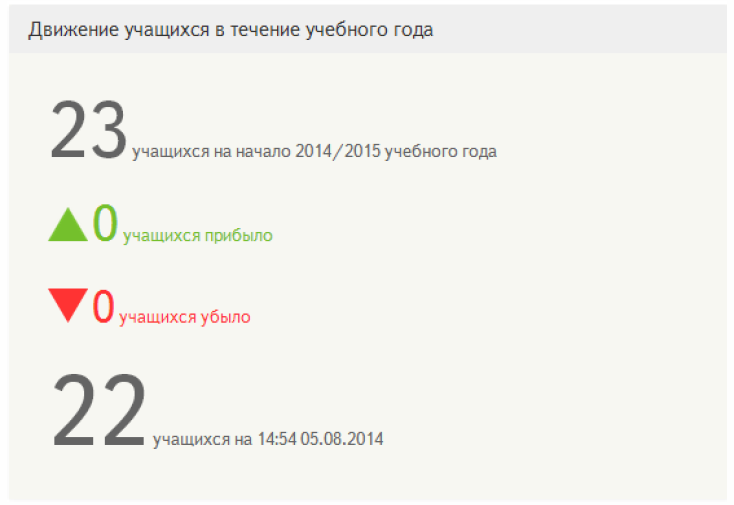 Движение учащихся в течение учебного года
23 учащихся на начало 2014/2015 учебного года
0 учащихся прибыло
0 учащихся убыло
22 учащихся на 14:54 05.08.2014